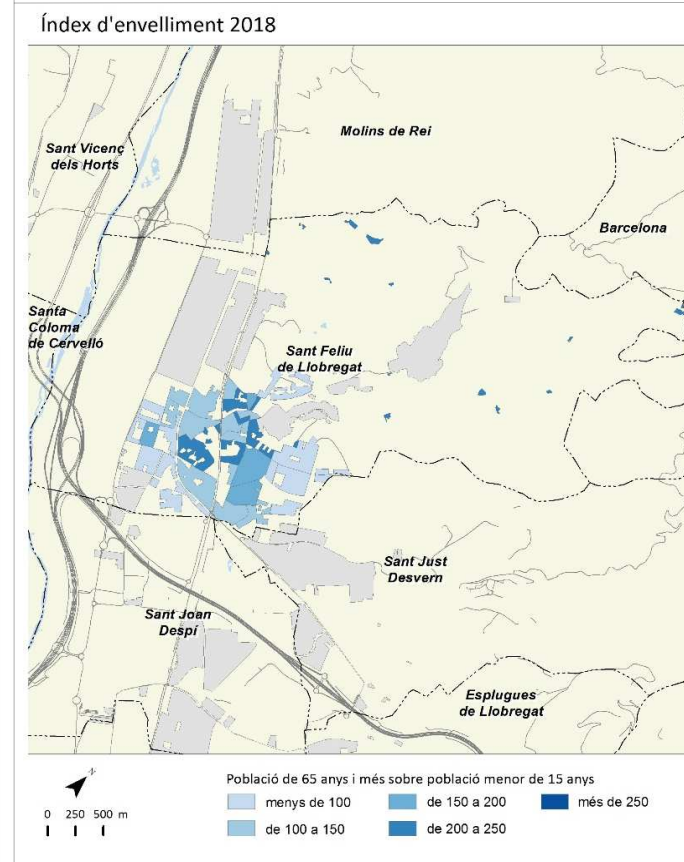 Índex d'envelliment 2018
Molins de Rei
Sant Vicenç
dels Horts
Barcelona
Santa
Coloma
de Cervelló
Sant Feliu
de Llobregat
Sant Just
Desvern
Sant Joan
Despí
Esplugues
de Llobregat
N
0 250 500 m
Població de 65 anys i més sobre població menor de 15 anys
menys de 100
de 150 a 200
més de 250
de 100 a 150
de 200 a 250